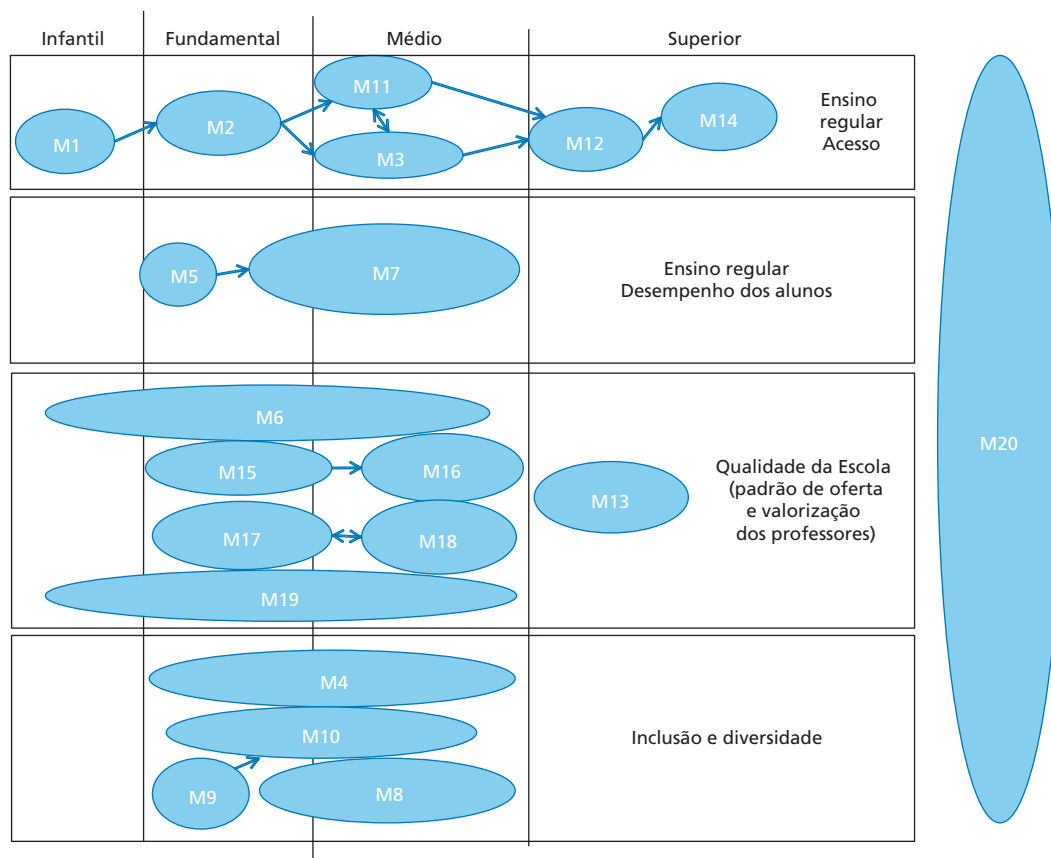 Infantil
Fundamental
Médio
Superior
M1
M2
M11
M3
M12
M14
Ensino
regular
Acesso
M5
M7
Ensino regular
Desempenho dos alunos
M6
M15
M16
M17
M18
M19
M13
Qualidade da Escola
(padrão de oferta
e valorização
dos professores)
M4
M10
M9
M8
Inclusão e diversidade
M20